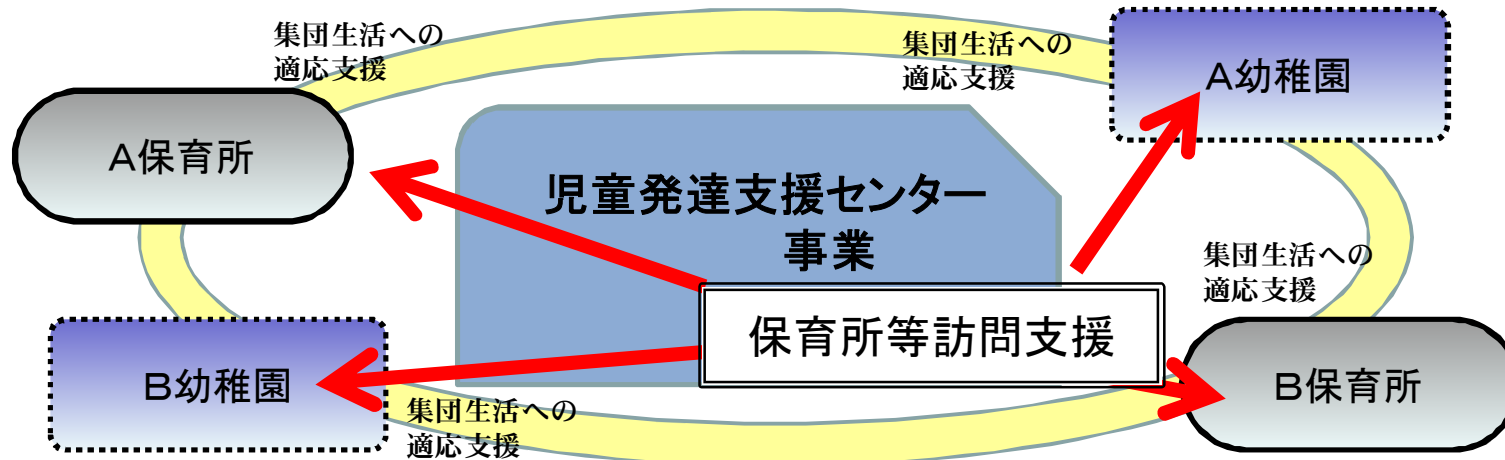 集団生活への
適応支援
集団生活への
適応支援
A幼稚園
A保育所
児童発達支援センター
事業
集団生活への
適応支援
保育所等訪問支援
B幼稚園
B保育所
集団生活への
適応支援